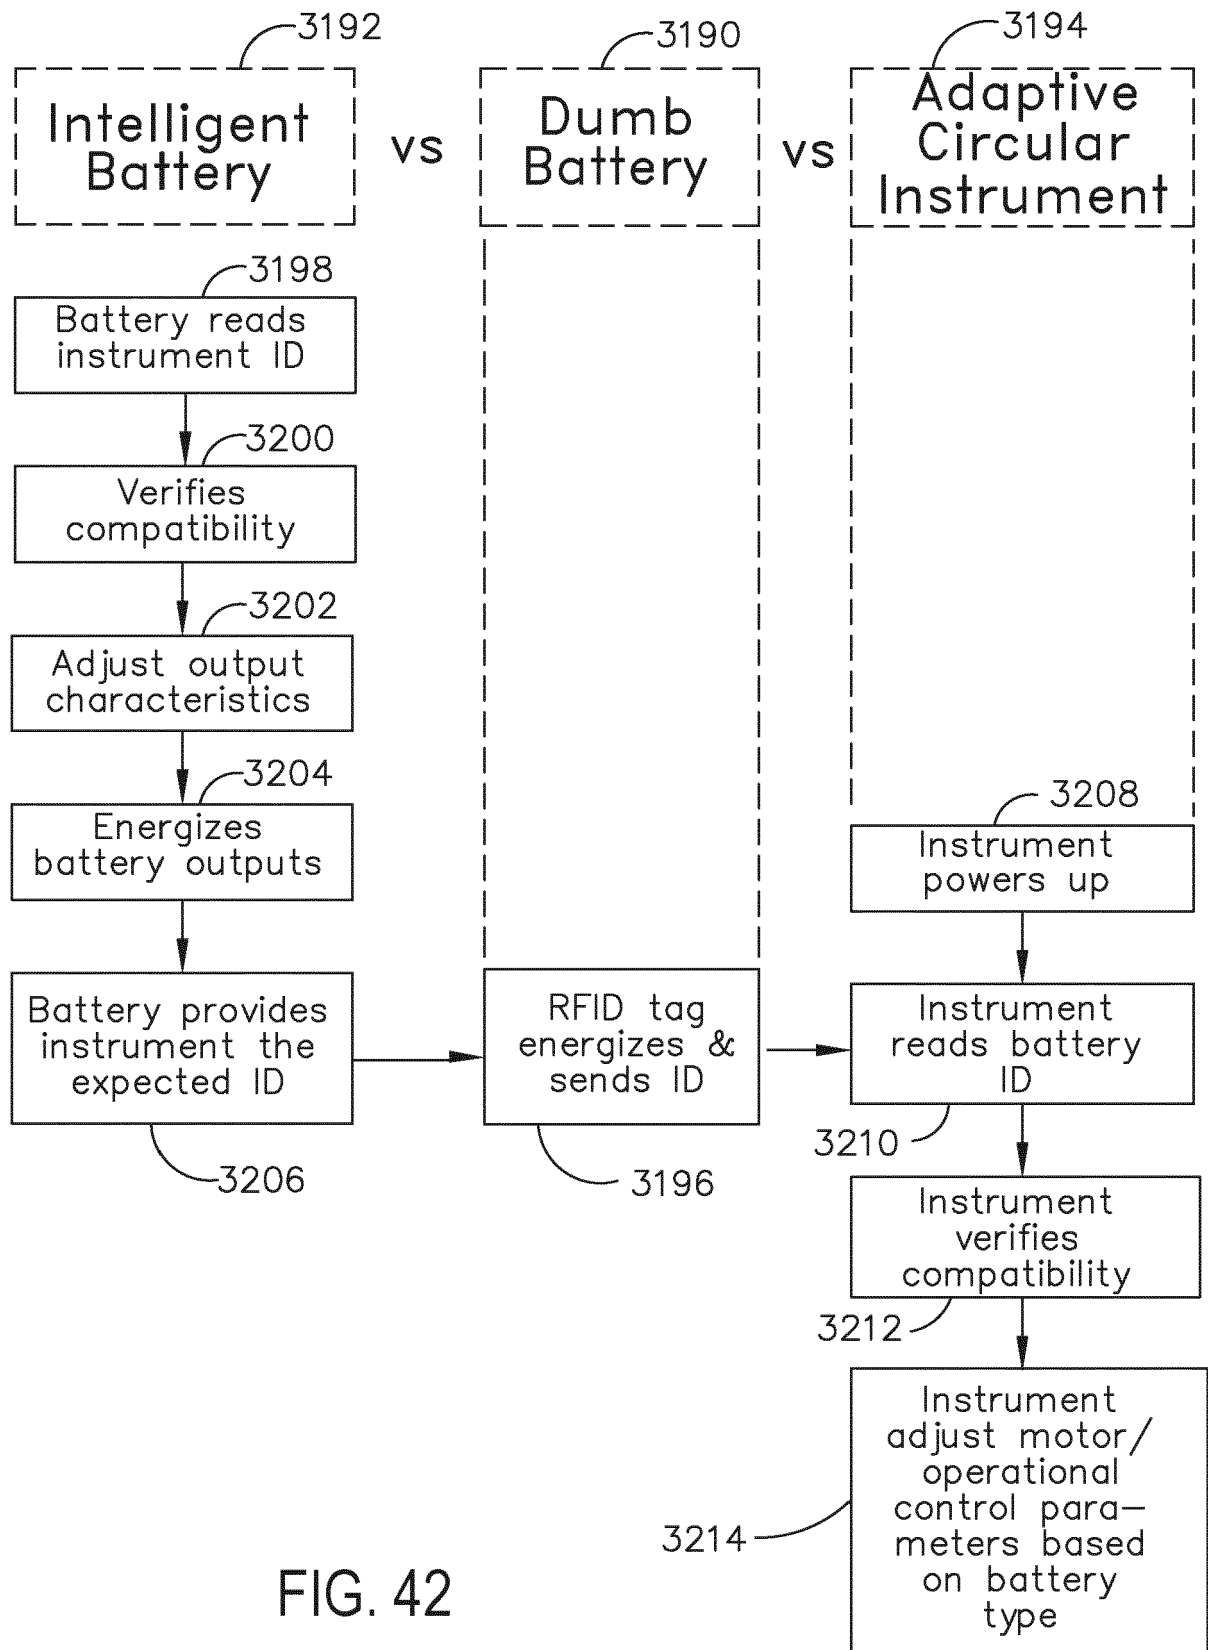 3192
3190
3194
Intelligent
Battery
vs
Dumb
Battery
vs
Adaptive
Circular
Instrument
3198
Battery reads
instrument ID
3200
Verifies
compatibility
3202
Adjust output
characteristics
3204
Energizes
battery outputs
Battery provides
instrument the
expected ID
3206
RFID tag
energizes &
sends ID
3196
3208
Instrument
powers up
Instrument
reads battery
ID
3210
Instrument
verifies
compatibility
3212
Instrument
adjust motor/
operational
control para-
meters based
on battery
type
3214
FIG. 42